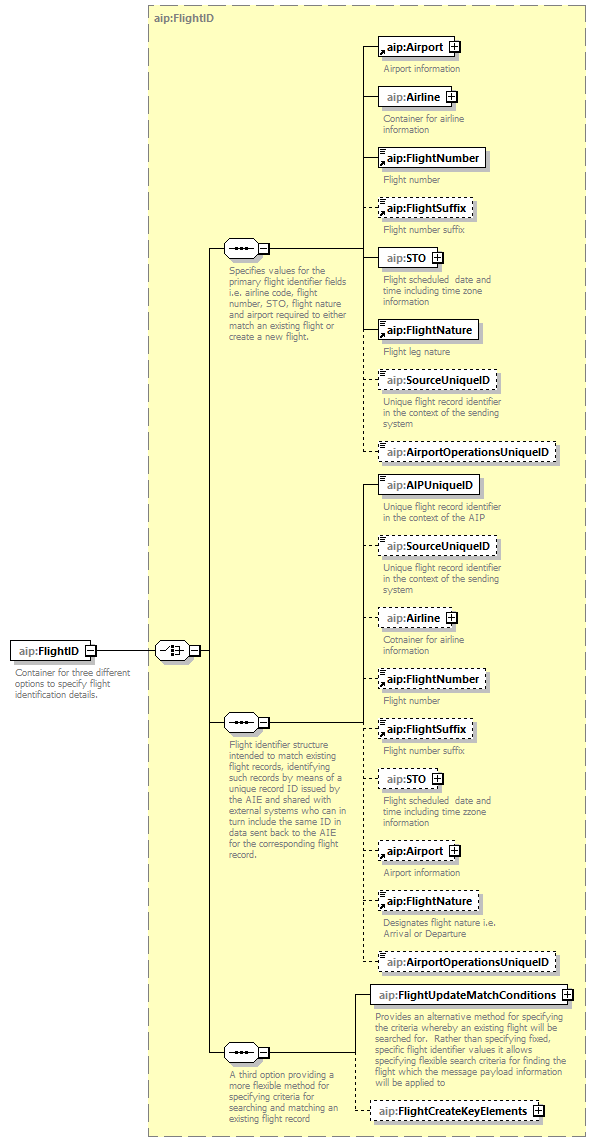 aip:FlightID
aip:Airport
Airport information
aip:Airline
Container for airline
information
aip:FlightNumber
Flight number
aip:FlightSuffix
Flight number suffix
Specifies values for the
primary flight identifier fields
i.e. airline code, flight
number, STO, flight nature
and airport required to either
match an existing flight or
create a new flight.
aip:STO
Flight scheduled date and
time including time zone
information
aip:FlightNature
Flight leg nature
aip:SourceUniqueID
Unique flight record identifier
in the context of the sending
system
aip:AirportOperationsUniqueID
aip:AIPUniqueID
Unique flight record identifier
in the context of the AIP
aip:SourceUniqueID
Unique flight record identifier
in the context of the sending
system
aip:Airline
Cotnainer for airline
information
aip:FlightID
Container for three different
options to specify flight
identification details.
aip:FlightNumber
Flight number
aip:FlightSuffix
Flight number suffix
Flight identifier structure
intended to match existing
flight records, identifying
such records by means of a
unique record ID issued by
the AIE and shared with
external systems who can in
turn include the same ID in
data sent back to the AIE
for the corresponding flight
record.
aip:STO
Flight scheduled date and
time including time zzone
information
aip:Airport
Airport information
aip:FlightNature
Designates flight nature i.e.
Arrival or Departure
aip:AirportOperationsUniqueID
aip:FlightUpdateMatchConditions
Provides an alternative method for specifying
the criteria whereby an existing flight will be
searched for. Rather than specifying fixed,
specific flight identifier values it allows
specifying flexible search criteria for finding the
flight which the message payload information
will be applied to
A third option providing a
more flexible method for
specifying criteria for
searching and matching an
existing flight record
aip:FlightCreateKeyElements